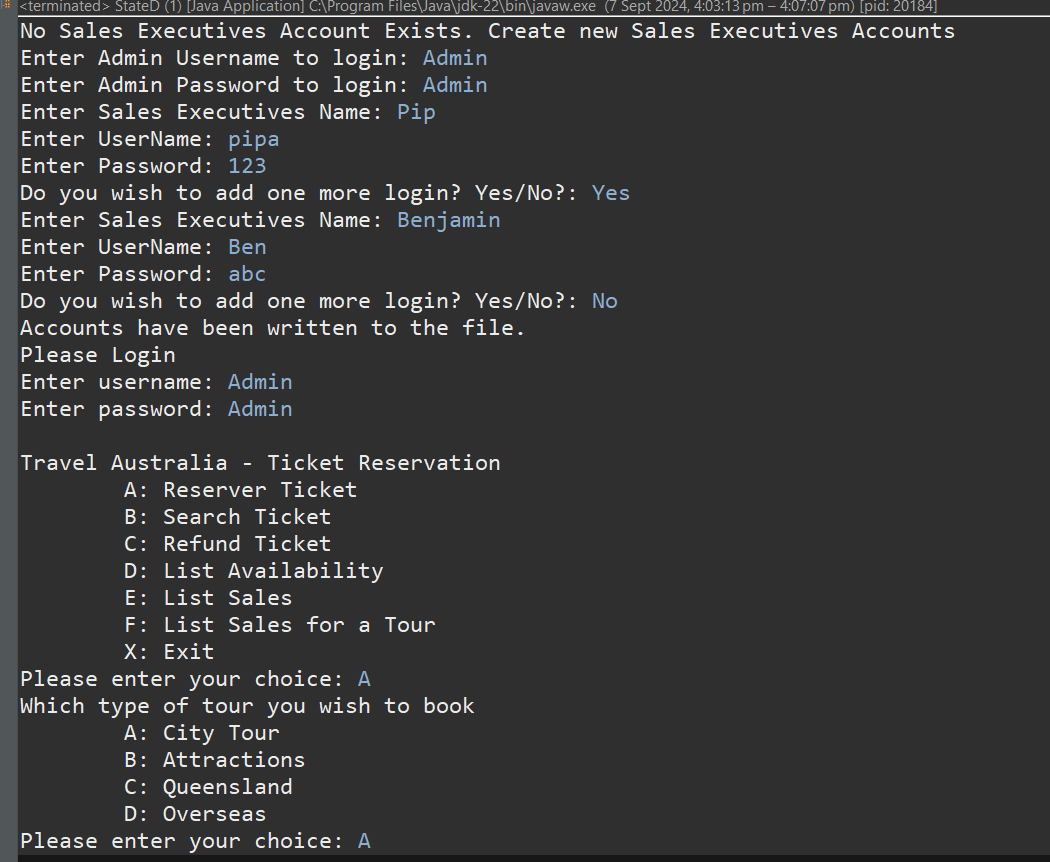 <terminated> StateD (1) [Java Application] C:\Program Files\Java\jdk-22\bin\javaw.exe (7 Sept 2024, 4:03:13 pm – 4:07:07 pm) [pid: 20184]
No Sales Executives Account Exists. Create new Sales Executives Accounts
Enter Admin Username to login: Admin
Enter Admin Password to login: Admin
Enter Sales Executives Name: Pip
Enter UserName: pipa
Enter Password: 123
Do you wish to add one more login? Yes/No?: Yes
Enter Sales Executives Name: Benjamin
Enter UserName: Ben
Enter Password: abc
Do you wish to add one more login? Yes/No?: No
Accounts have been written to the file.
Please Login
Enter username: Admin
Enter password: Admin
Travel Australia - Ticket Reservation
A: Reserver Ticket
B: Search Ticket
C: Refund Ticket
D: List Availability
E: List Sales
F: List Sales for a Tour
X: Exit
Please enter your choice: A
Which type of tour you wish to book
A: City Tour
B: Attractions
C: Queensland
D: Overseas
Please enter your choice: A